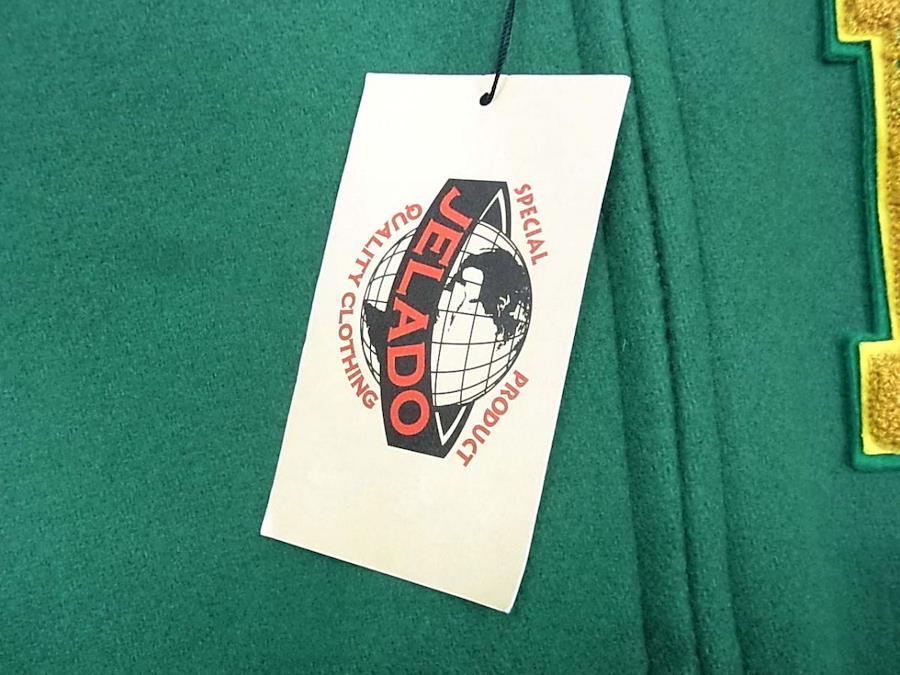 SPECIAL
JELADO
QUALITY CLOTHING
PRODUCT